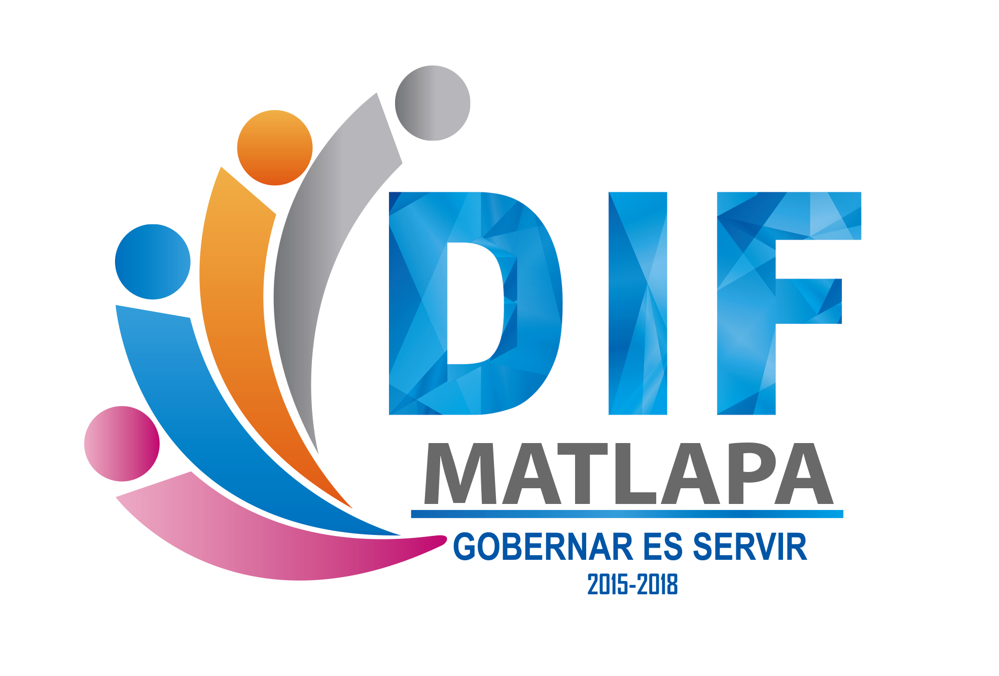 DIF
MATLAPA
GOBERNAR ES SERVIR
2015-2018